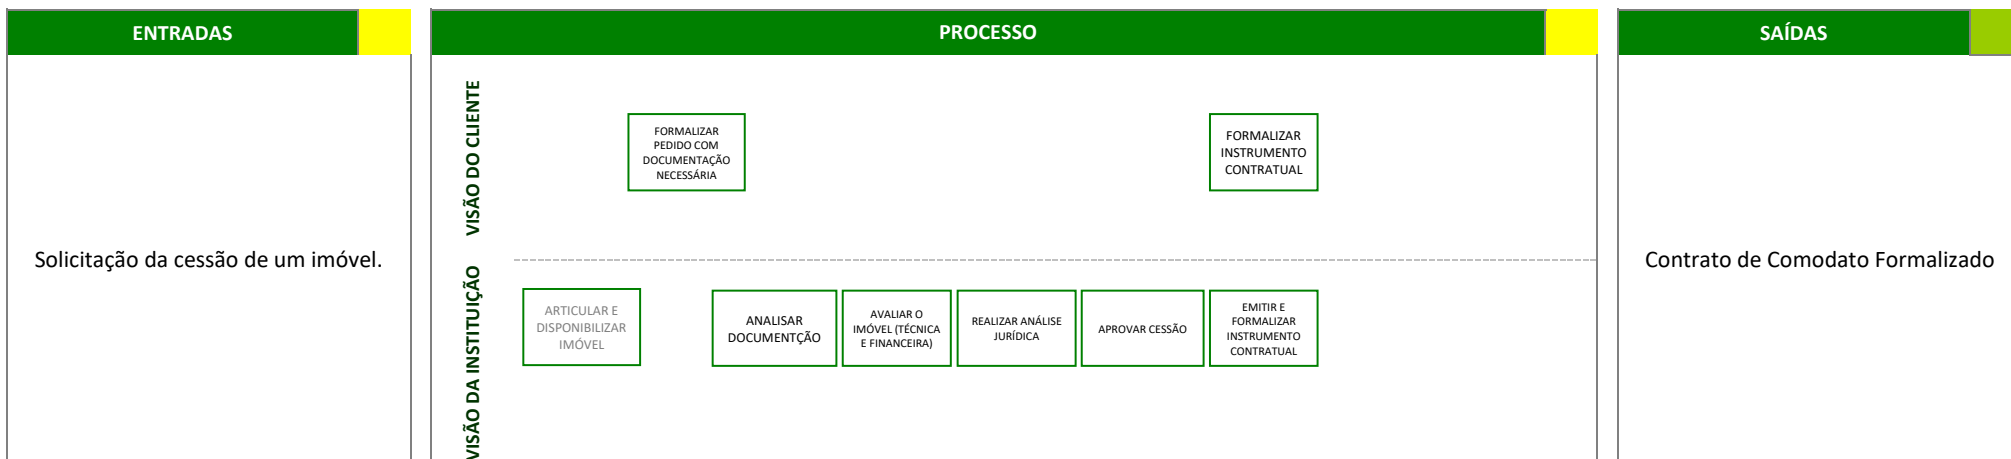 ENTRADAS
Solicitação da cessão de um imóvel.
PROCESSO
VISÃO DO CLIENTE
FORMALIZAR
PEDIDO COM
DOCUMENTAÇÃO
NECESSÁRIA
FORMALIZAR
INSTRUMENTO
CONTRATUAL
VISÃO DA INSTITUIÇÃO
ARTICULAR E
DISPONIBILIZAR
IMÓVEL
ANALISAR
DOCUMENTÇÃO
AVALIAR O
IMÓVEL (TÉCNICA
E FINANCEIRA)
REALIZAR ANÁLISE
JURÍDICA
APROVAR CESSÃO
EMITIR E
FORMALIZAR
INSTRUMENTO
CONTRATUAL
SAÍDAS
Contrato de Comodato Formalizado